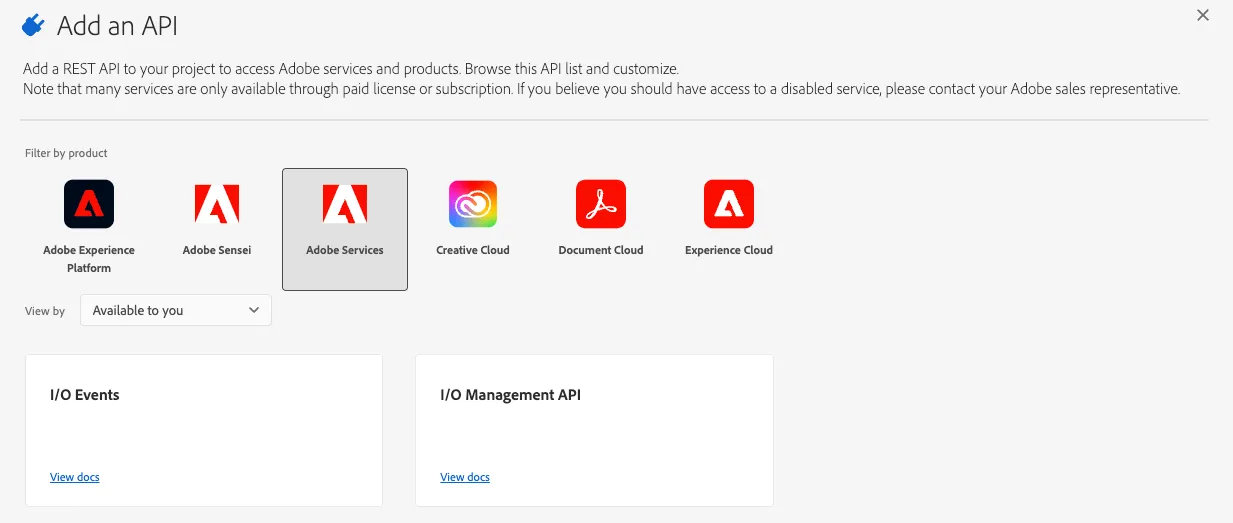 Add an API
Add a REST API to your project to access Adobe services and products. Browse this API list and customize.
Note that many services are only available through paid license or subscription. If you believe you should have access to a disabled service, please contact your Adobe sales representative.
Filter by product
Adobe Experience
Platform
Adobe Sensei
Adobe Services
Creative Cloud
Document Cloud
Experience Cloud
View by
Available to you
I/O Events
View docs
I/O Management API
View docs